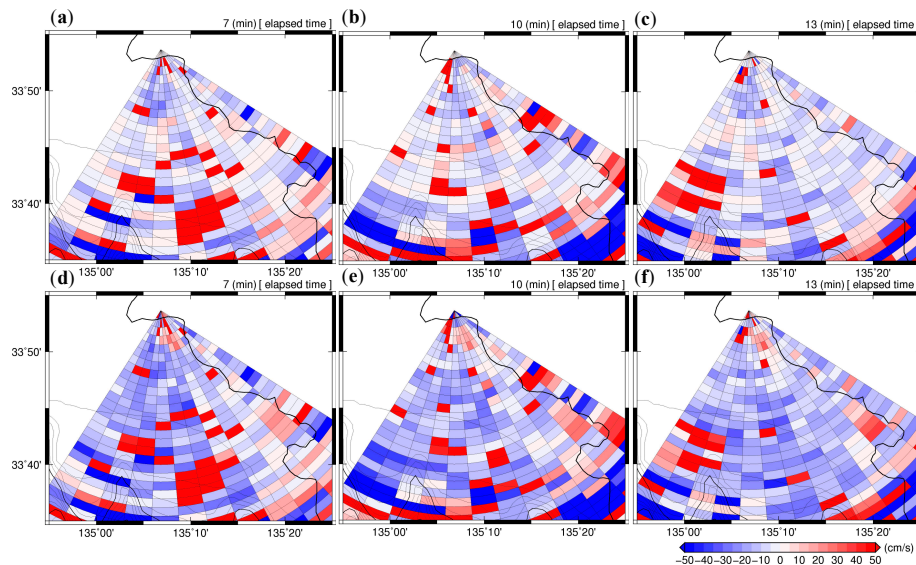 (a) 7 (min) [ elapsed time ] (b) 10 (min) [ elapsed time ] (c) 13 (min) [ elapsed time ]
33°50'
33°40'
135°00' 135°10' 135°20' 135°00' 135°10' 135°20' 135°00' 135°10' 135°20'
(d) 7 (min) [ elapsed time ] (e) 10 (min) [ elapsed time ] (f) 13 (min) [ elapsed time ]
33°50'
33°40'
135°00' 135°10' 135°20' 135°00' 135°10' 135°20' 135°00' 135°10' 135°20'
(cm/s)
−50 −40 −30 −20 −10 0 10 20 30 40 50